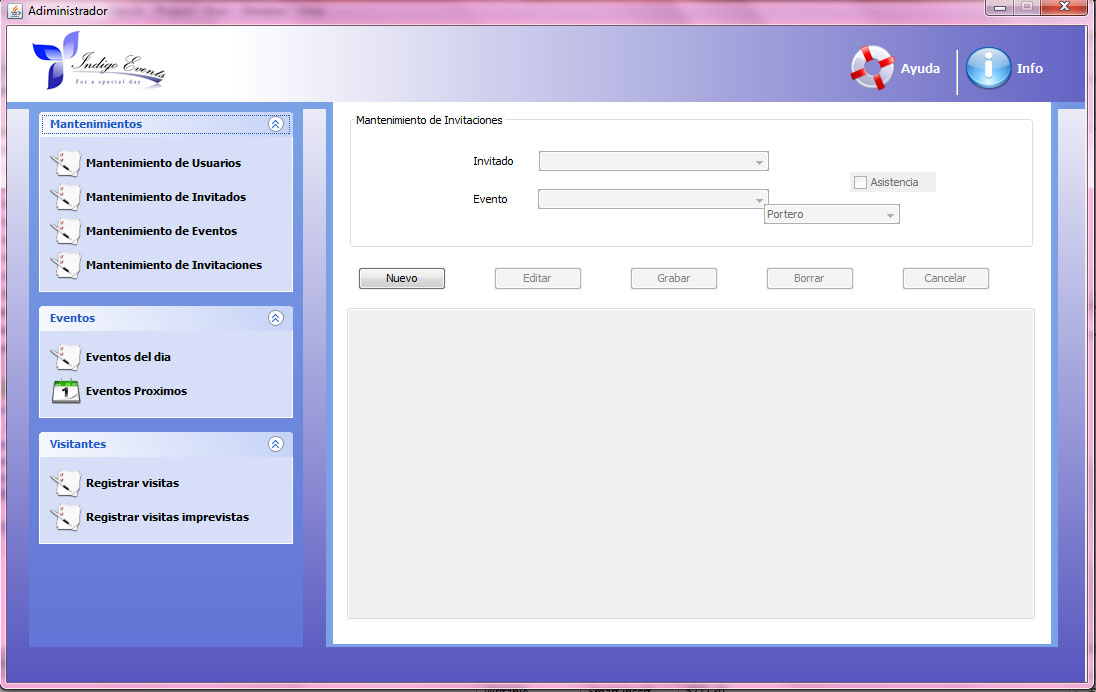 Adiministrador
Indigo Events
For a special day
Ayuda
Info
Mantenimientos
Mantenimiento de Usuarios
Mantenimiento de Invitados
Mantenimiento de Eventos
Mantenimiento de Invitaciones
Eventos
Eventos del dia
1
Eventos Proximos
Visitantes
Registrar visitas
Registrar visitas imprevistas
Mantenimiento de Invitaciones
Invitado
Asistencia
Evento
Portero
Nuevo Editar Grabar Borrar Cancelar